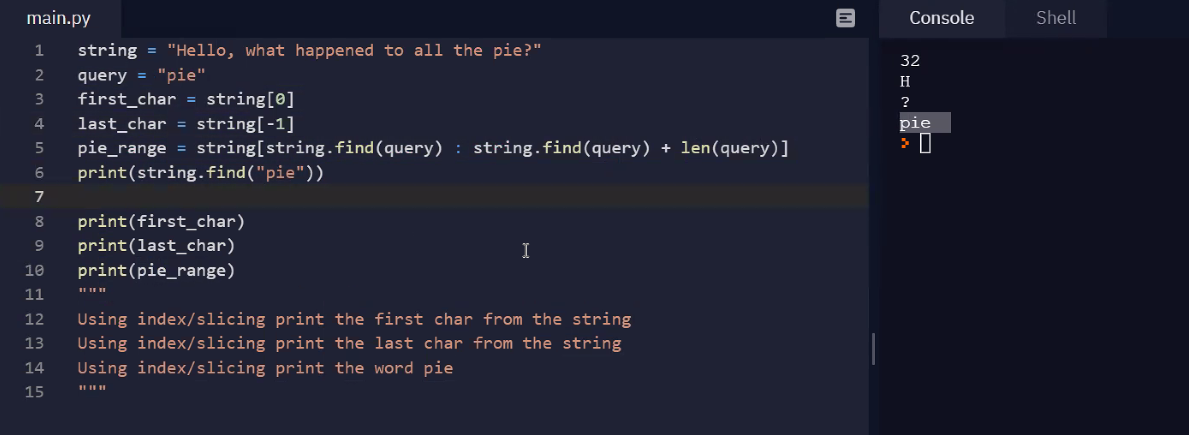 main.py
1 string = "Hello, what happened to all the pie?"
2 query = "pie"
3 first_char = string[0]
4 last_char = string[-1]
5 pie_range = string[string.find(query) : string.find(query) + len(query)]
6 print(string.find("pie"))
7
8 print(first_char)
9 print(last_char)
10 print(pie_range)
11 """
12 Using index/slicing print the first char from the string
13 Using index/slicing print the last char from the string
14 Using index/slicing print the word pie
15 """
Console Shell
32
H
?
pie
>